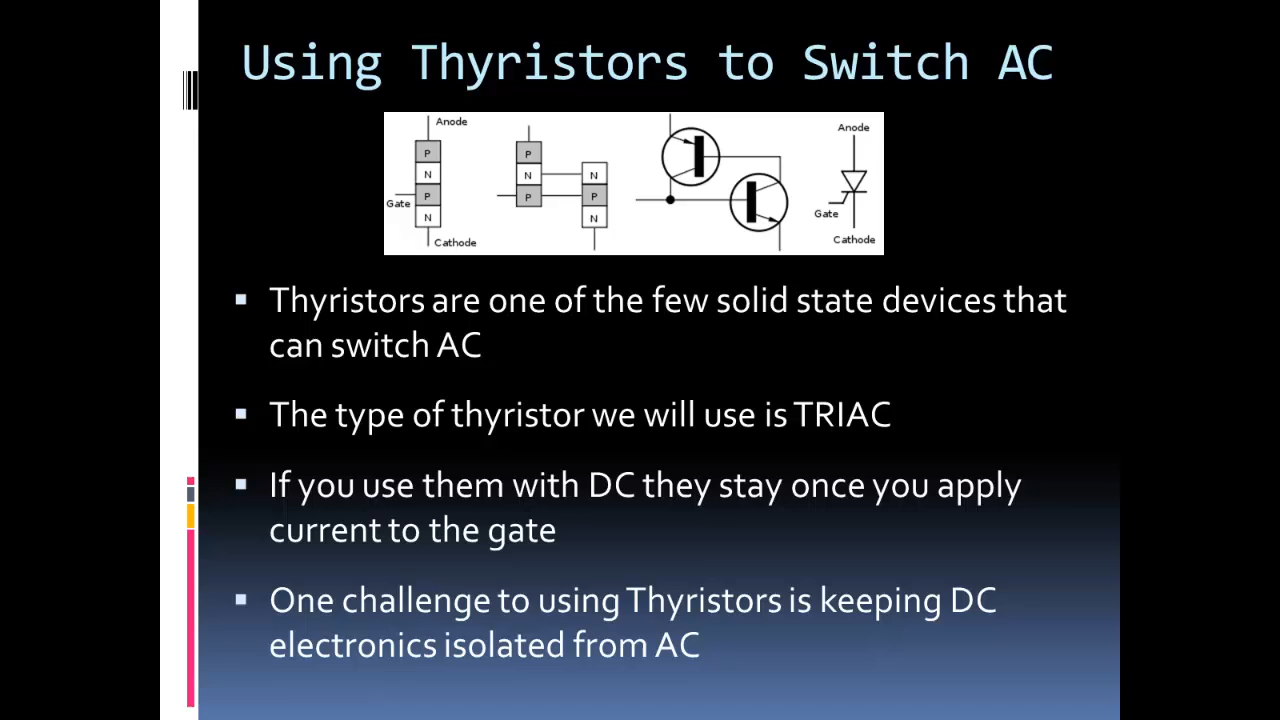 Using Thyristors to Switch AC
Anode
P
N
P
N
Gate
Cathode
P
N
P
N
P
N
Anode
Gate
Cathode
Thyristors are one of the few solid state devices that
can switch AC
The type of thyristor we will use is TRIAC
If you use them with DC they stay once you apply
current to the gate
One challenge to using Thyristors is keeping DC
electronics isolated from AC